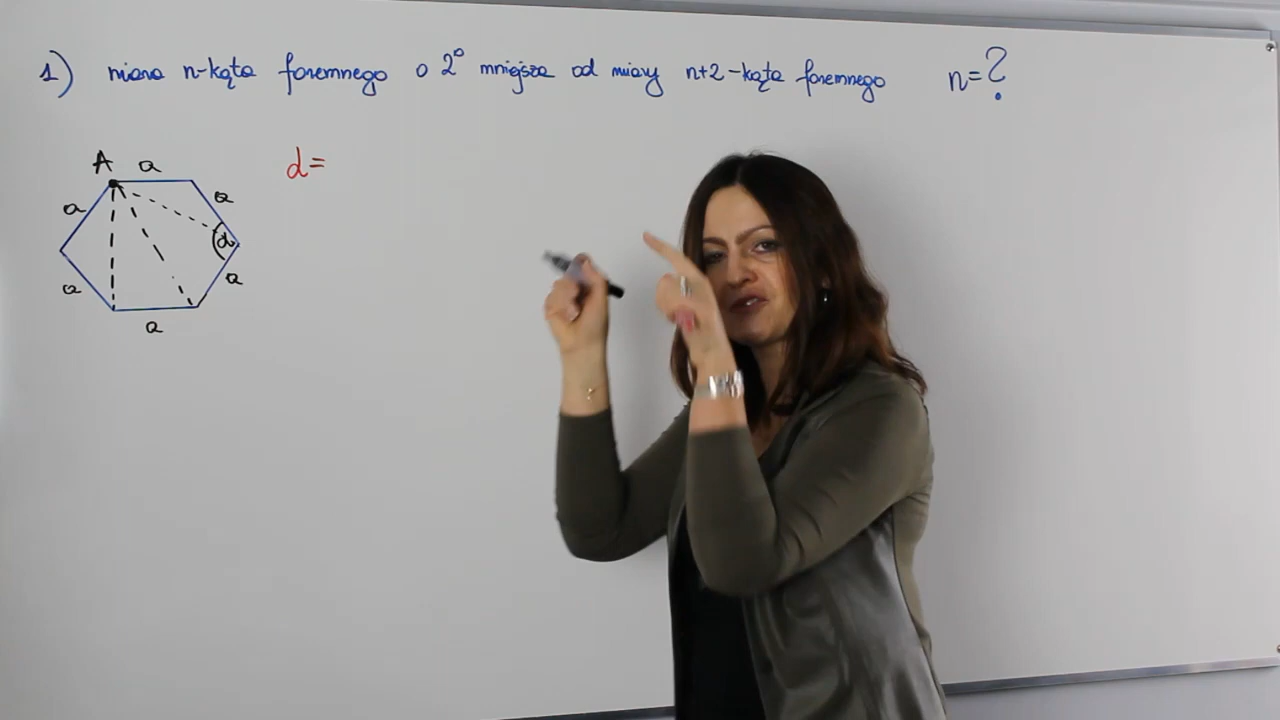 1) miara n-kąta foremnego o 2° mniejsza od miary n+2-kąta foremnego n=?
A a
d=
a
a
α
a
a
a